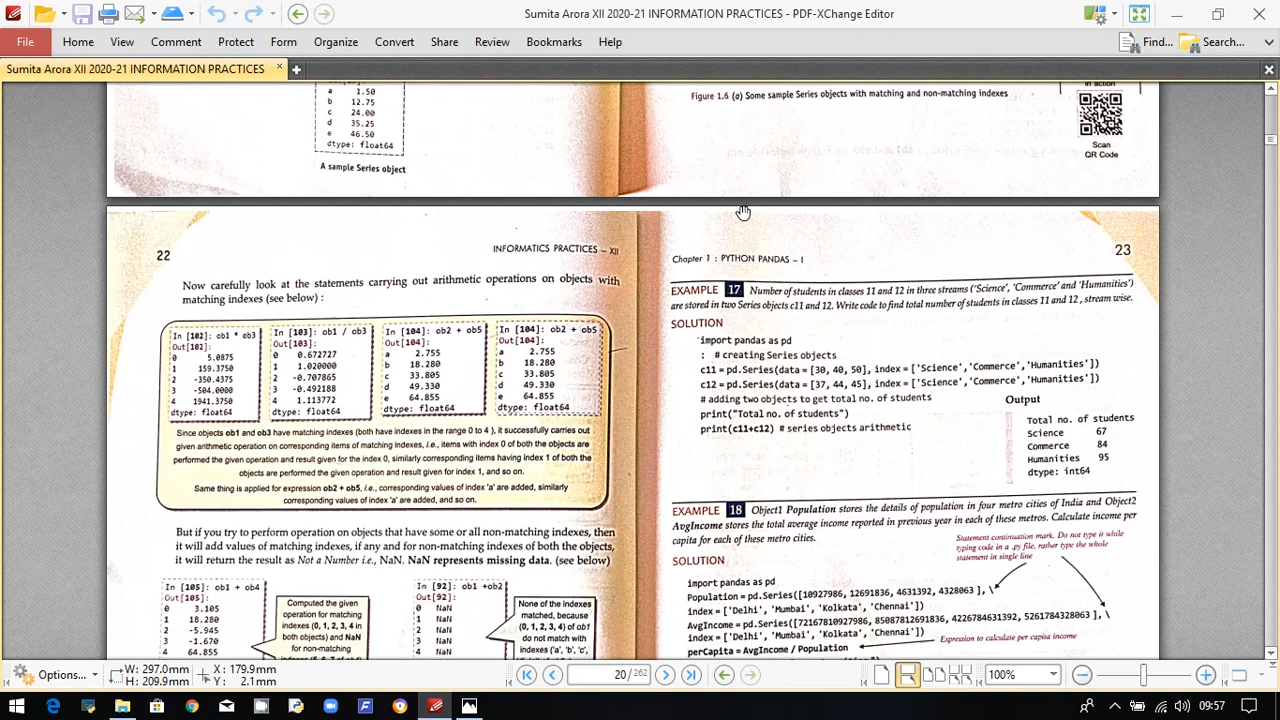 Sumita Arora XII 2020-21 INFORMATION PRACTICES - PDF-XChange Editor
File Home View Comment Protect Form Organize Convert Share Review Bookmarks Help
Find... Search...
Sumita Arora XII 2020-21 INFORMATION PRACTICES
a 1.50
b 12.75
c 24.00
d 35.25
e 46.50
dtype: float64
A sample Series object
Figure 1.6 (a) Some sample Series objects with matching and non-matching indexes
in action
Scan
QR Code
22
INFORMATICS PRACTICES – XII
Now carefully look at the statements carrying out arithmetic operations on objects with
matching indexes (see below) :
In [102]: ob1 * ob3
Out[102]:
0 5.0875
1 159.3750
2 -350.4375
3 -504.0000
4 1941.3750
dtype: float64
In [103]: ob1 / ob3
Out[103]:
0 0.672727
1 1.020000
2 -0.707865
3 -0.492188
4 1.113772
dtype: float64
In [104]: ob2 + ob5
Out[104]:
a 2.755
b 18.280
c 33.805
d 49.330
e 64.855
dtype: float64
In [104]: ob2 + ob5
Out[104]:
a 2.755
b 18.280
c 33.805
d 49.330
e 64.855
dtype: float64
Since objects ob1 and ob3 have matching indexes (both have indexes in the range 0 to 4 ), it successfully carries out
given arithmetic operation on corresponding items of matching indexes, i.e., items with index 0 of both the objects are
performed the given operation and result given for the index 0, similarly corresponding items having index 1 of both the
objects are performed the given operation and result given for index 1, and so on.
Same thing is applied for expression ob2 + ob5, i.e., corresponding values of index 'a' are added, similarly
corresponding values of index 'a' are added, and so on.
But if you try to perform operation on objects that have some or all non-matching indexes, then
it will add values of matching indexes, if any and for non-matching indexes of both the objects,
it will return the result as Not a Number i.e., NaN. NaN represents missing data. (see below)
In [105]: ob1 + ob4
Out[105]:
0 3.105
1 18.280
2 -5.945
3 -1.670
4 64.855
Computed the given
operation for matching
indexes (0, 1, 2, 3, 4 in
both objects) and NaN
for non-matching
In [92]: ob1 +ob2
Out[92]:
0 NaN
1 NaN
2 NaN
3 NaN
4 NaN
None of the indexes
matched, because
(0, 1, 2, 3, 4) of ob1
do not match with
indexes ('a', 'b', 'c',
Chapter 1 : PYTHON PANDAS – I
23
EXAMPLE 17 Number of students in classes 11 and 12 in three streams ('Science', 'Commerce' and 'Humanities')
are stored in two Series objects c11 and 12. Write code to find total number of students in classes 11 and 12 , stream wise.
SOLUTION
import pandas as pd
: # creating Series objects
c11 = pd.Series(data = [30, 40, 50], index = ['Science','Commerce','Humanities'])
c12 = pd.Series(data = [37, 44, 45], index = ['Science','Commerce','Humanities'])
# adding two objects to get total no. of students
print("Total no. of students")
print(c11+c12) # series objects arithmetic
Output
Total no. of students
Science 67
Commerce 84
Humanities 95
dtype: int64
EXAMPLE 18 Object1 Population stores the details of population in four metro cities of India and Object2
AvgIncome stores the total average income reported in previous year in each of these metros. Calculate income per
capita for each of these metro cities.
Statement continuation mark. Do not type it while
typing code in a .py file, rather type the whole
statement in single line
SOLUTION
import pandas as pd
Population = pd.Series([10927986, 12691836, 4631392, 4328063 ], \
index = ['Delhi', 'Mumbai', 'Kolkata', 'Chennai'])
AvgIncome = pd.Series([72167810927986, 85087812691836, 4226784631392, 5261784328063 ], \
index = ['Delhi', 'Mumbai', 'Kolkata', 'Chennai'])
perCapita = AvgIncome / Population
Expression to calculate per capita income
Options...
W: 297.0mm
H: 209.9mm
X: 179.9mm
Y: 2.1mm
20 / 262
100%
ENG
09:57